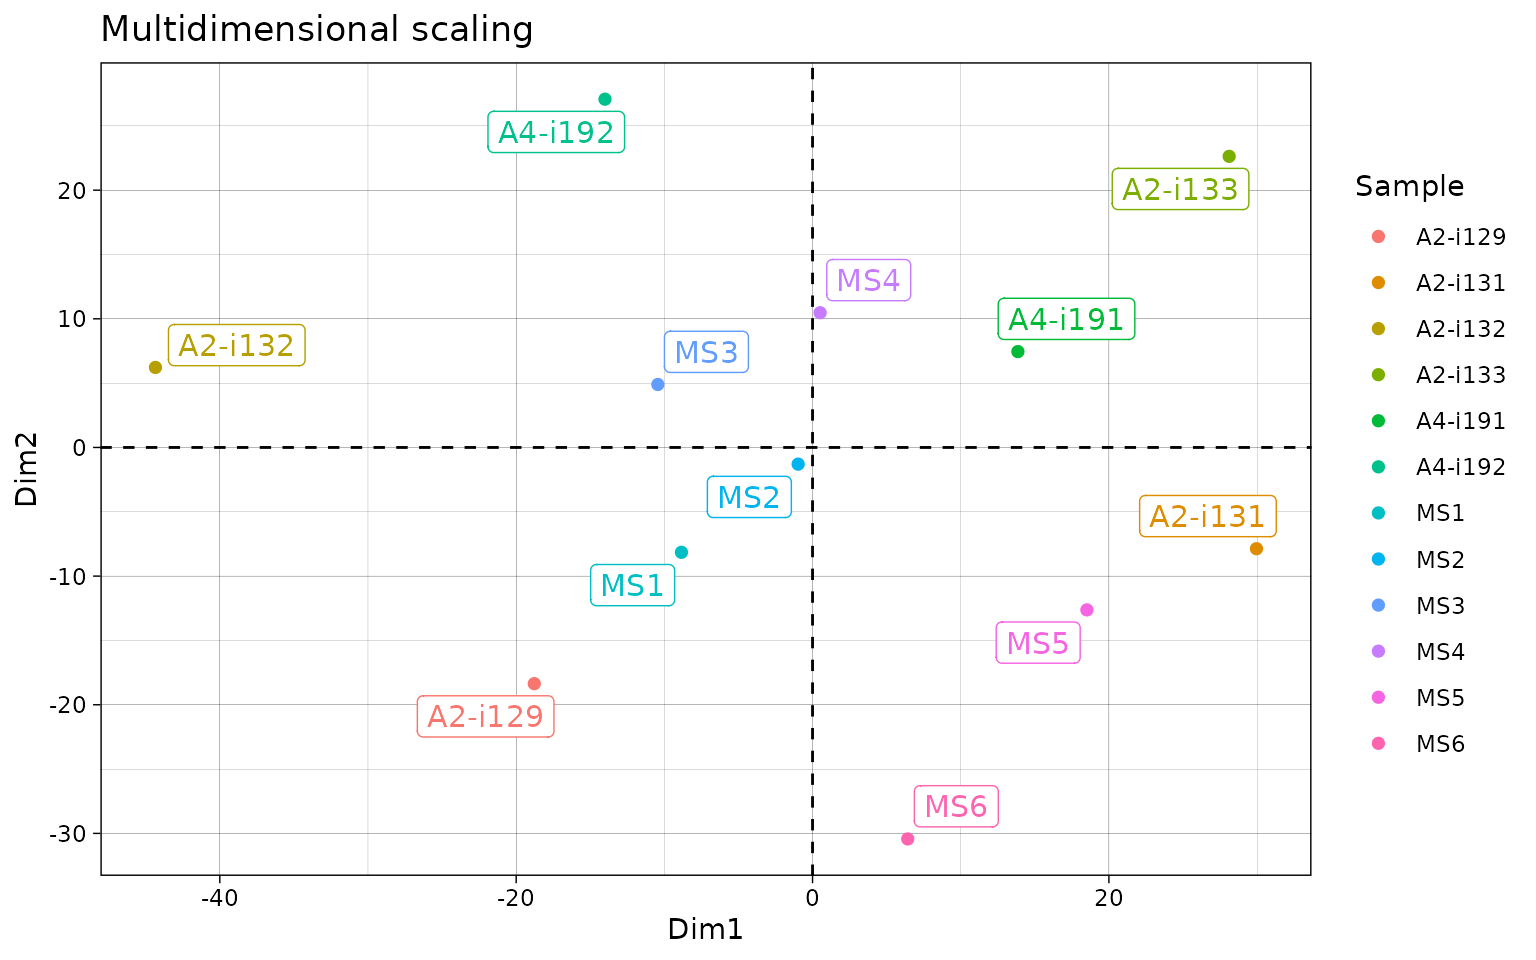 Multidimensional scaling
A4-i192
A2-i133
MS4
A4-i191
A2-i132
MS3
MS2
A2-i131
MS1
MS5
A2-i129
MS6
20
10
0
-10
-20
-30
Dim2
-40
-20
0
20
Dim1
Sample
A2-i129
A2-i131
A2-i132
A2-i133
A4-i191
A4-i192
MS1
MS2
MS3
MS4
MS5
MS6